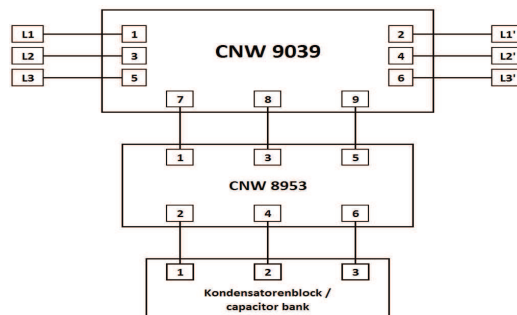 L1 1 2 L1'
CNW 9039
L2 3 4 L2'
L3 5 6 L3'
7 8 9
1 3 5
CNW 8953
2 4 6
1 2 3
Kondensatorenblock /
capacitor bank